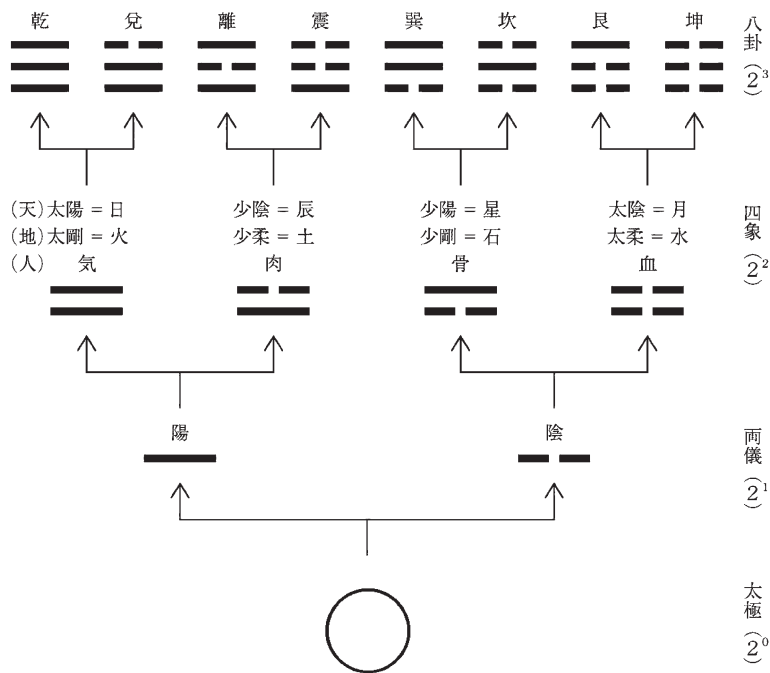 乾 兌 離 震 巽 坎 艮 坤
八卦(2³)
(天)太陽 = 日 少陰 = 辰 少陽 = 星 太陰 = 月
(地)太剛 = 火 少柔 = 土 少剛 = 石 太柔 = 水
(人) 気 肉 骨 血
四象(2²)
陽 陰
両儀(2¹)
太極(2⁰)